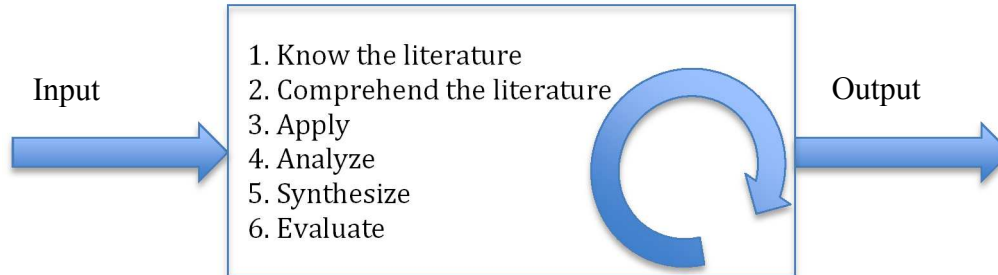 Input
1. Know the literature
2. Comprehend the literature
3. Apply
4. Analyze
5. Synthesize
6. Evaluate
Output